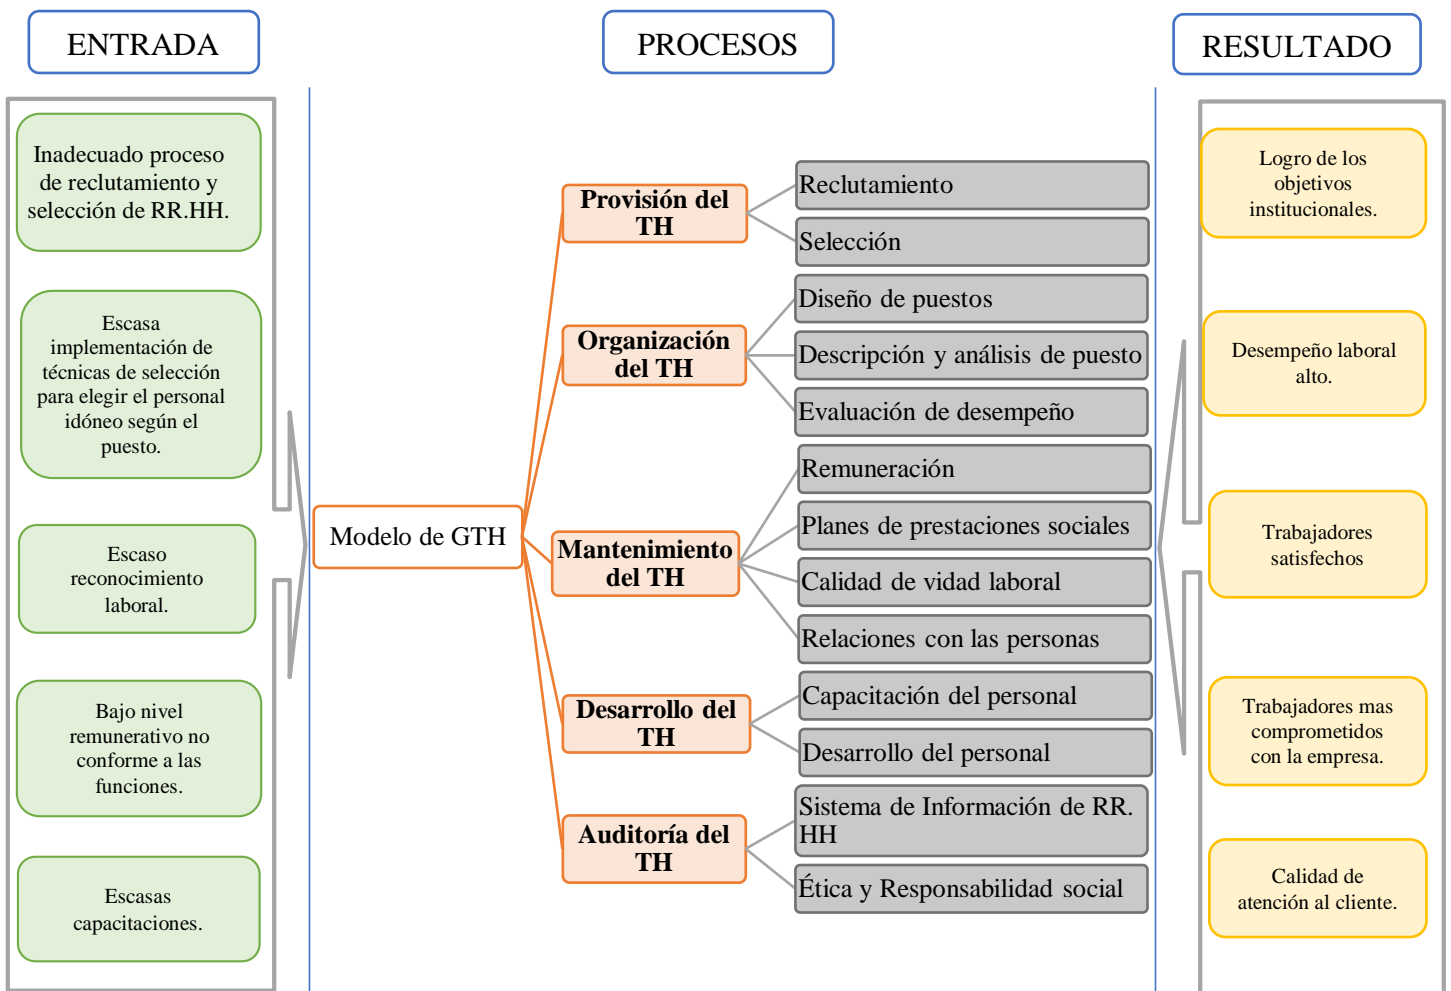 ENTRADA
PROCESOS
RESULTADO
Inadecuado proceso
de reclutamiento y
selección de RR.HH.
Escasa
implementación de
técnicas de selección
para elegir el personal
idóneo según el
puesto.
Escaso
reconocimiento
laboral.
Bajo nivel
remunerativo no
conforme a las
funciones.
Escasas
capacitaciones.
Modelo de GTH
Provisión del
TH
Reclutamiento
Selección
Organización
del TH
Diseño de puestos
Descripción y análisis de puesto
Evaluación de desempeño
Mantenimiento
del TH
Remuneración
Planes de prestaciones sociales
Calidad de vidad laboral
Relaciones con las personas
Desarrollo del
TH
Capacitación del personal
Desarrollo del personal
Auditoría del
TH
Sistema de Información de RR.
HH
Ética y Responsabilidad social
Logro de los
objetivos
institucionales.
Desempeño laboral
alto.
Trabajadores
satisfechos
Trabajadores mas
comprometidos
con la empresa.
Calidad de
atención al cliente.